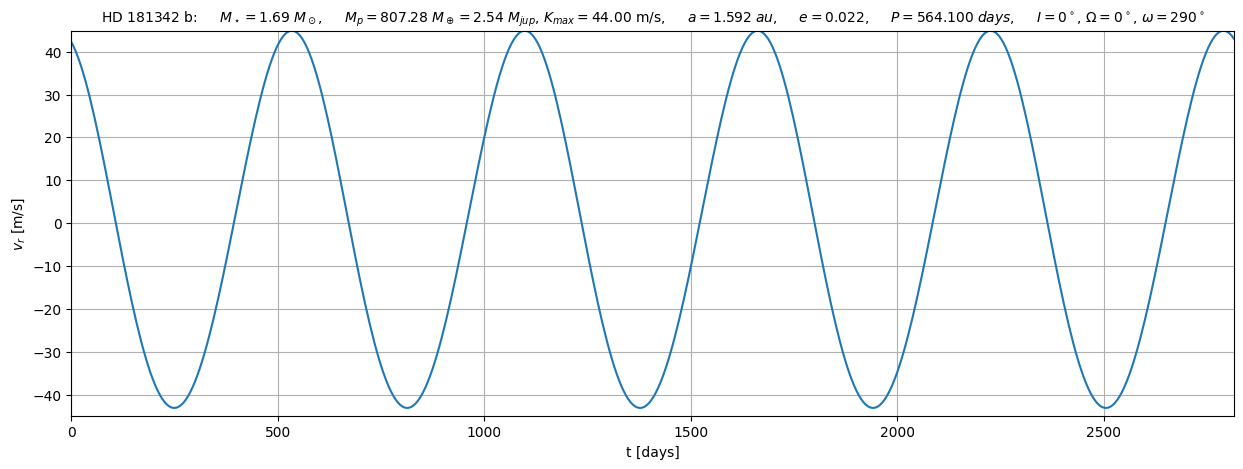 HD 181342 b: M⋆ = 1.69 M⊙, Mp = 807.28 M⊕ = 2.54 Mjup, Kmax = 44.00 m/s, a = 1.592 au, e = 0.022, P = 564.100 days, I = 0°, Ω = 0°, ω = 290°
40
30
20
10
0
−10
−20
−30
−40
vr [m/s]
0 500 1000 1500 2000 2500
t [days]